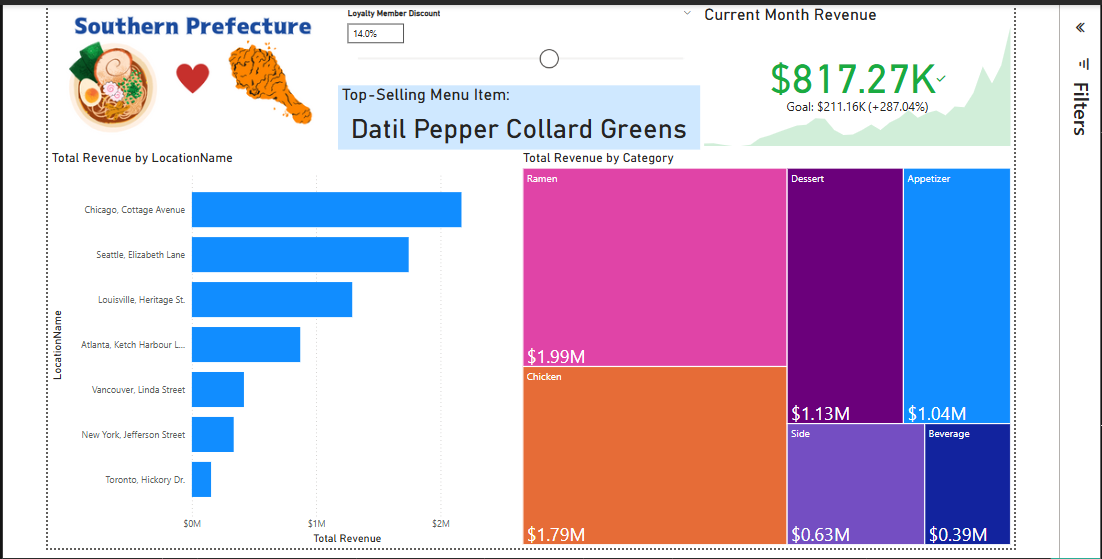 Southern Prefecture
Loyalty Member Discount
14.0%
Top-Selling Menu Item:
Datil Pepper Collard Greens
Current Month Revenue
$817.27K
Goal: $211.16K (+287.04%)
Filters
Total Revenue by LocationName
LocationName
Chicago, Cottage Avenue
Seattle, Elizabeth Lane
Louisville, Heritage St.
Atlanta, Ketch Harbour L...
Vancouver, Linda Street
New York, Jefferson Street
Toronto, Hickory Dr.
$0M $1M $2M
Total Revenue
Total Revenue by Category
Ramen
$1.99M
Chicken
$1.79M
Dessert
$1.13M
Appetizer
$1.04M
Side
$0.63M
Beverage
$0.39M